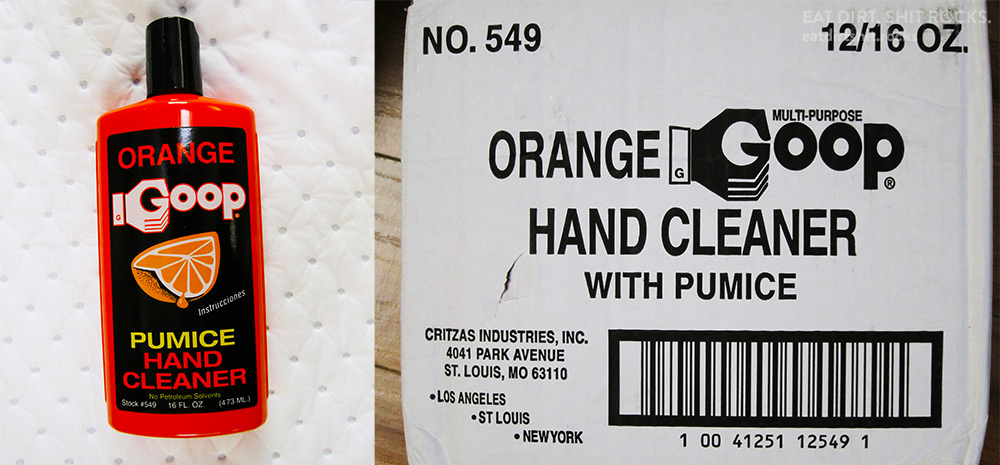 ORANGE
G
Goop®
Instrucciones
PUMICE
HAND
CLEANER
No Petroleum Solvents
Stock #549 16 FL. OZ. (473 ML.)
EAT DIRT. SHIT ROCKS.
NO. 549 12/16 OZ.
MULTI-PURPOSE
ORANGE G Goop®
HAND CLEANER
WITH PUMICE
CRITZAS INDUSTRIES, INC.
4041 PARK AVENUE
ST. LOUIS, MO 63110
•LOS ANGELES
•ST LOUIS
•NEWYORK
1 00 41251 12549 1